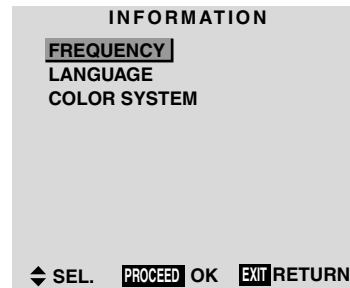 INFORMATION
FREQUENCY
LANGUAGE
COLOR SYSTEM
SEL. PROCEED OK EXIT RETURN